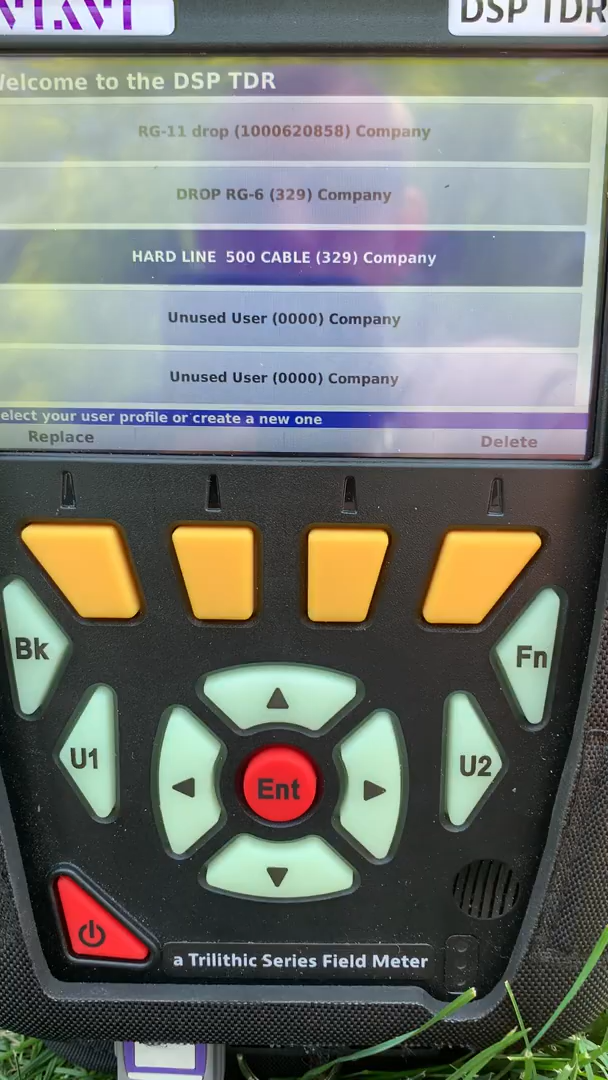 VIAVI
DSP TDR
Welcome to the DSP TDR
RG-11 drop (1000620858) Company
DROP RG-6 (329) Company
HARD LINE 500 CABLE (329) Company
Unused User (0000) Company
Unused User (0000) Company
elect your user profile or create a new one
Replace
Delete
Bk
Fn
U1
U2
Ent
a Trilithic Series Field Meter